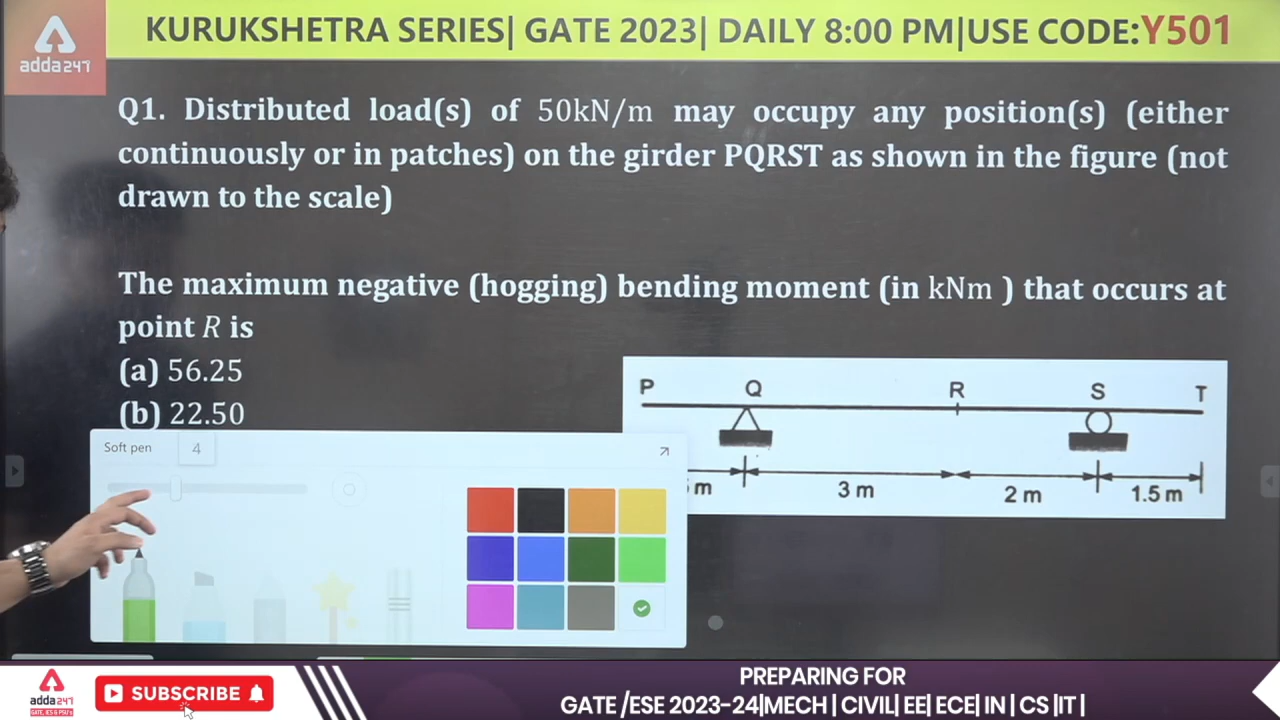 KURUKSHETRA SERIES| GATE 2023| DAILY 8:00 PM|USE CODE:Y501
adda247
Q1. Distributed load(s) of 50kN/m may occupy any position(s) (either
continuously or in patches) on the girder PQRST as shown in the figure (not
drawn to the scale)
The maximum negative (hogging) bending moment (in kNm ) that occurs at
point R is
(a) 56.25
(b) 22.50
P Q R S T
m 3 m 2 m 1.5 m
Soft pen 4
adda247
GATE, ICS & PSU's
SUBSCRIBE
PREPARING FOR
GATE /ESE 2023-24|MECH | CIVIL| EE| ECE| IN | CS |IT |